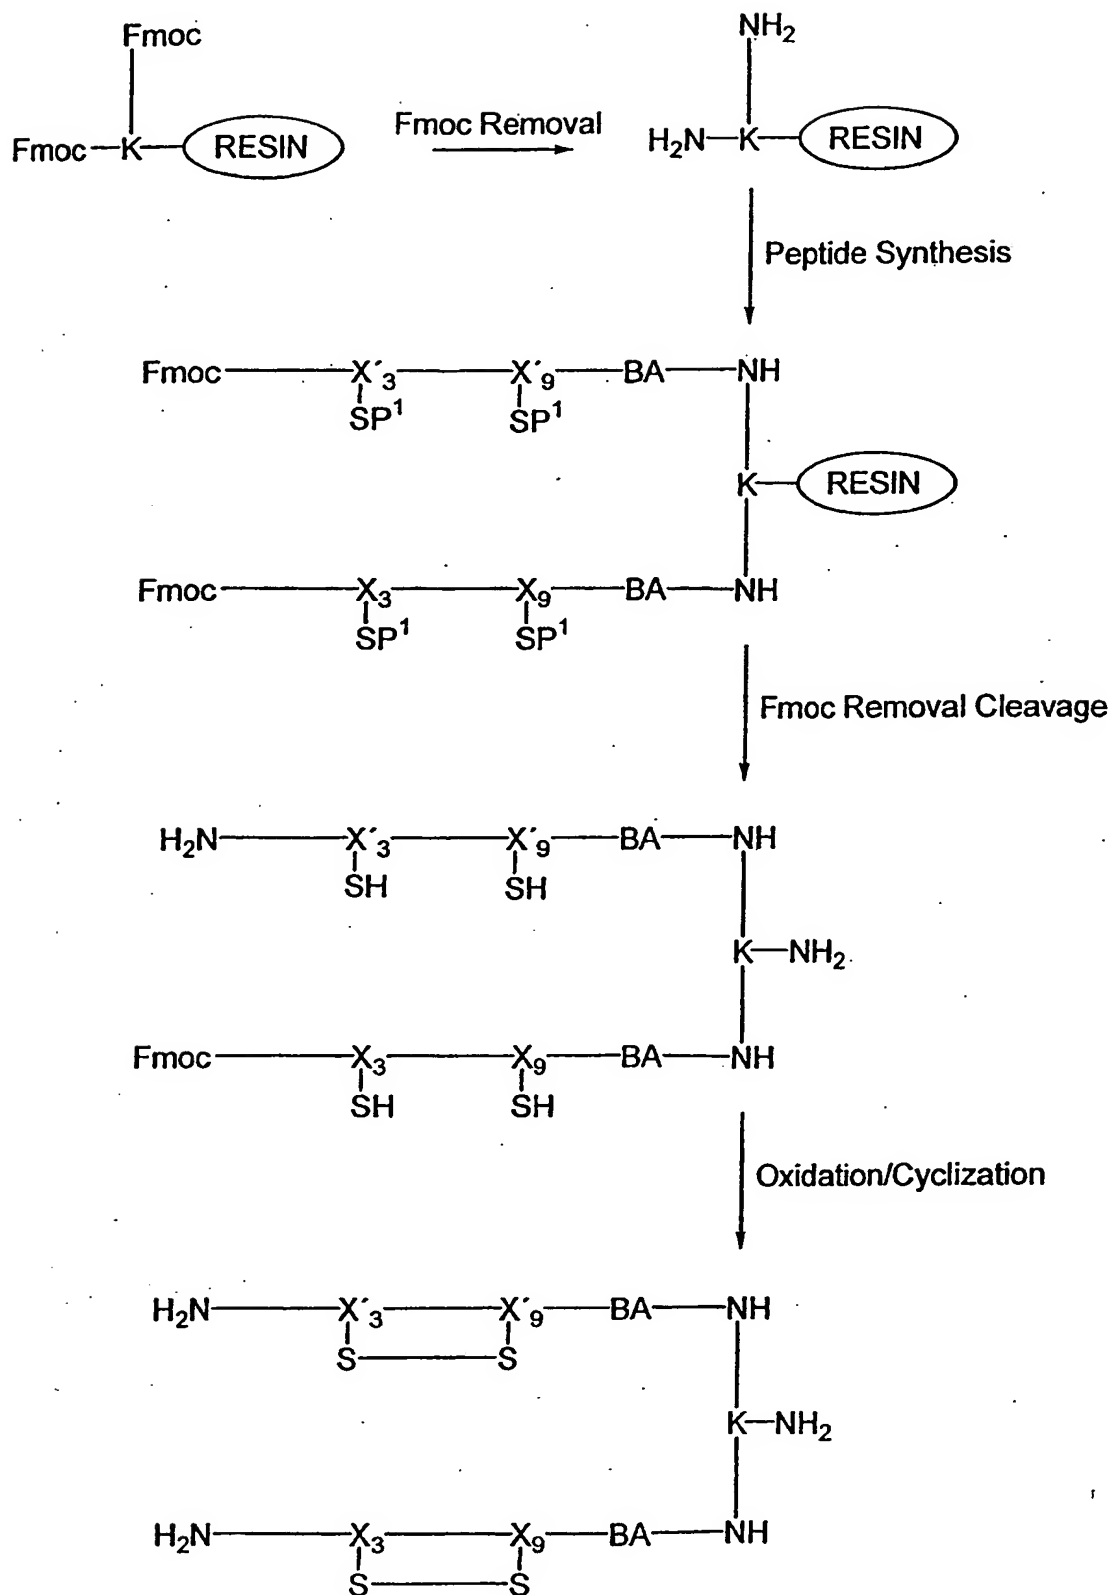 Fmoc NH2
Fmoc—K—RESIN Fmoc Removal H2N—K—RESIN
Peptide Synthesis
Fmoc—X´3—X´9—BA—NH
SP1 SP1
K—RESIN
Fmoc—X3—X9—BA—NH
SP1 SP1
Fmoc Removal Cleavage
H2N—X´3—X´9—BA—NH
SH SH
K—NH2
Fmoc—X3—X9—BA—NH
SH SH
Oxidation/Cyclization
H2N—X´3—X´9—BA—NH
S—S
K—NH2
H2N—X3—X9—BA—NH
S—S